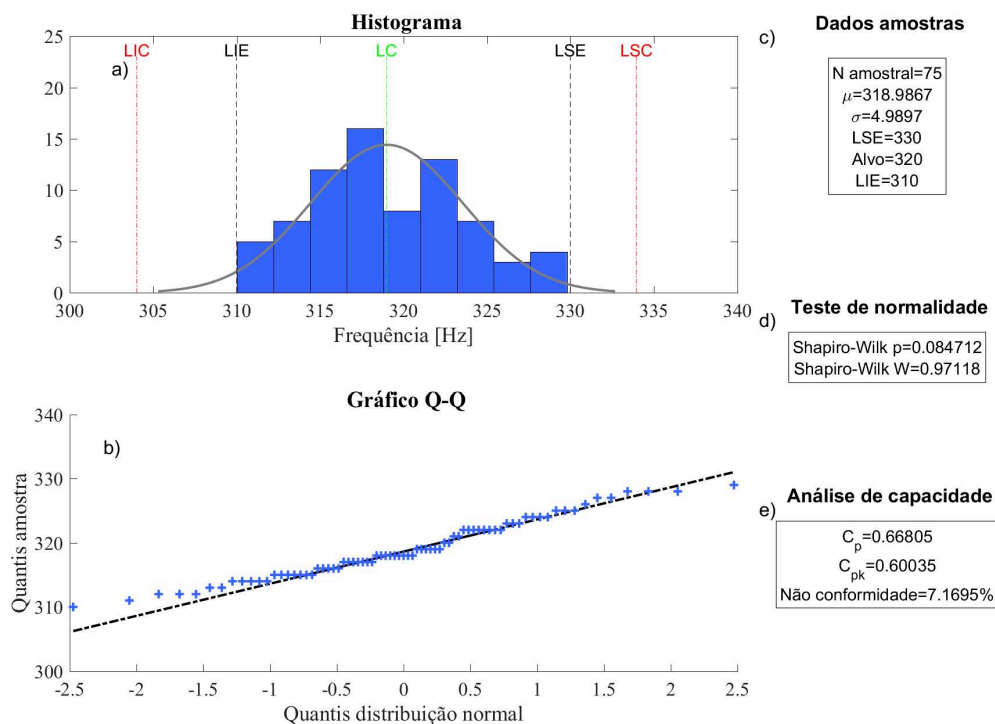 Histograma
25
20
15
10
5
0
LIC
LIE
LC
LSE
LSC
a)
300
305
310
315
320
325
330
335
340
Frequência [Hz]
c)
Dados amostras
N amostral=75
μ=318.9867
σ=4.9897
LSE=330
Alvo=320
LIE=310
d)
Teste de normalidade
Shapiro-Wilk p=0.084712
Shapiro-Wilk W=0.97118
Gráfico Q-Q
b)
Quantis amostra
340
330
320
310
300
-2.5
-2
-1.5
-1
-0.5
0
0.5
1
1.5
2
2.5
Quantis distribuição normal
e)
Análise de capacidade
Cp=0.66805
Cpk=0.60035
Não conformidade=7.1695%